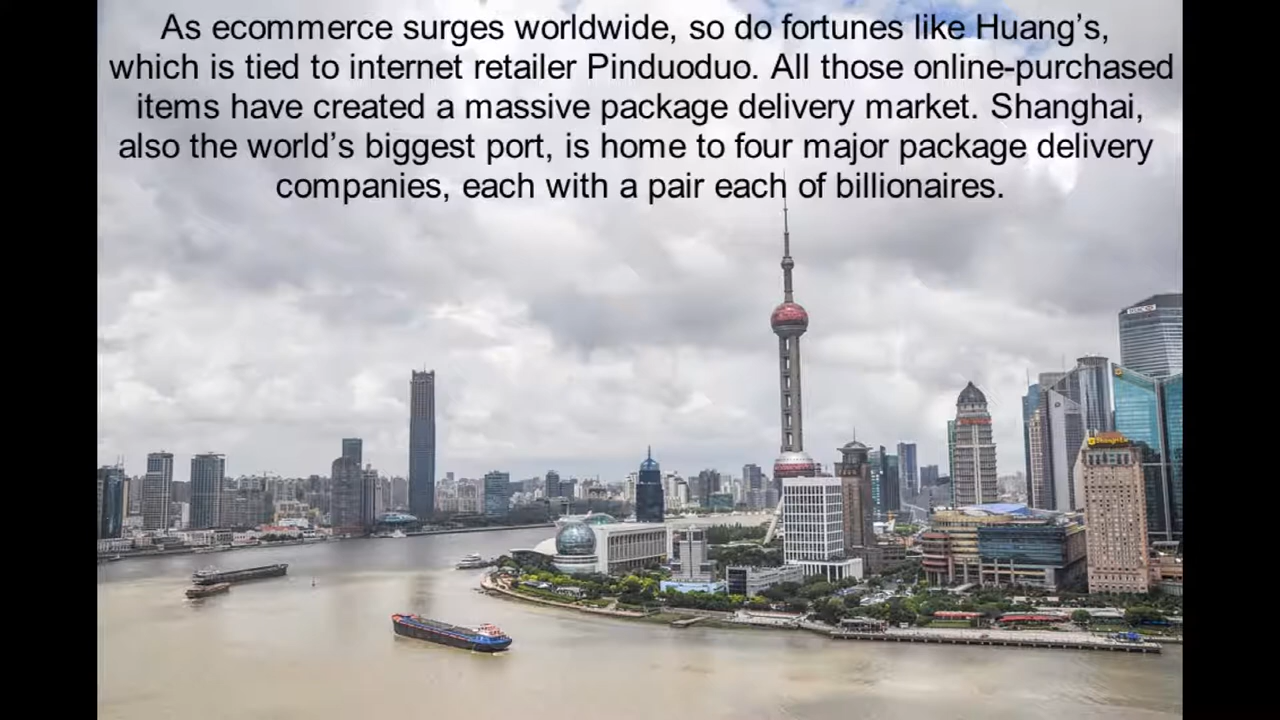 As ecommerce surges worldwide, so do fortunes like Huang’s,
which is tied to internet retailer Pinduoduo. All those online-purchased
items have created a massive package delivery market. Shanghai,
also the world’s biggest port, is home to four major package delivery
companies, each with a pair each of billionaires.